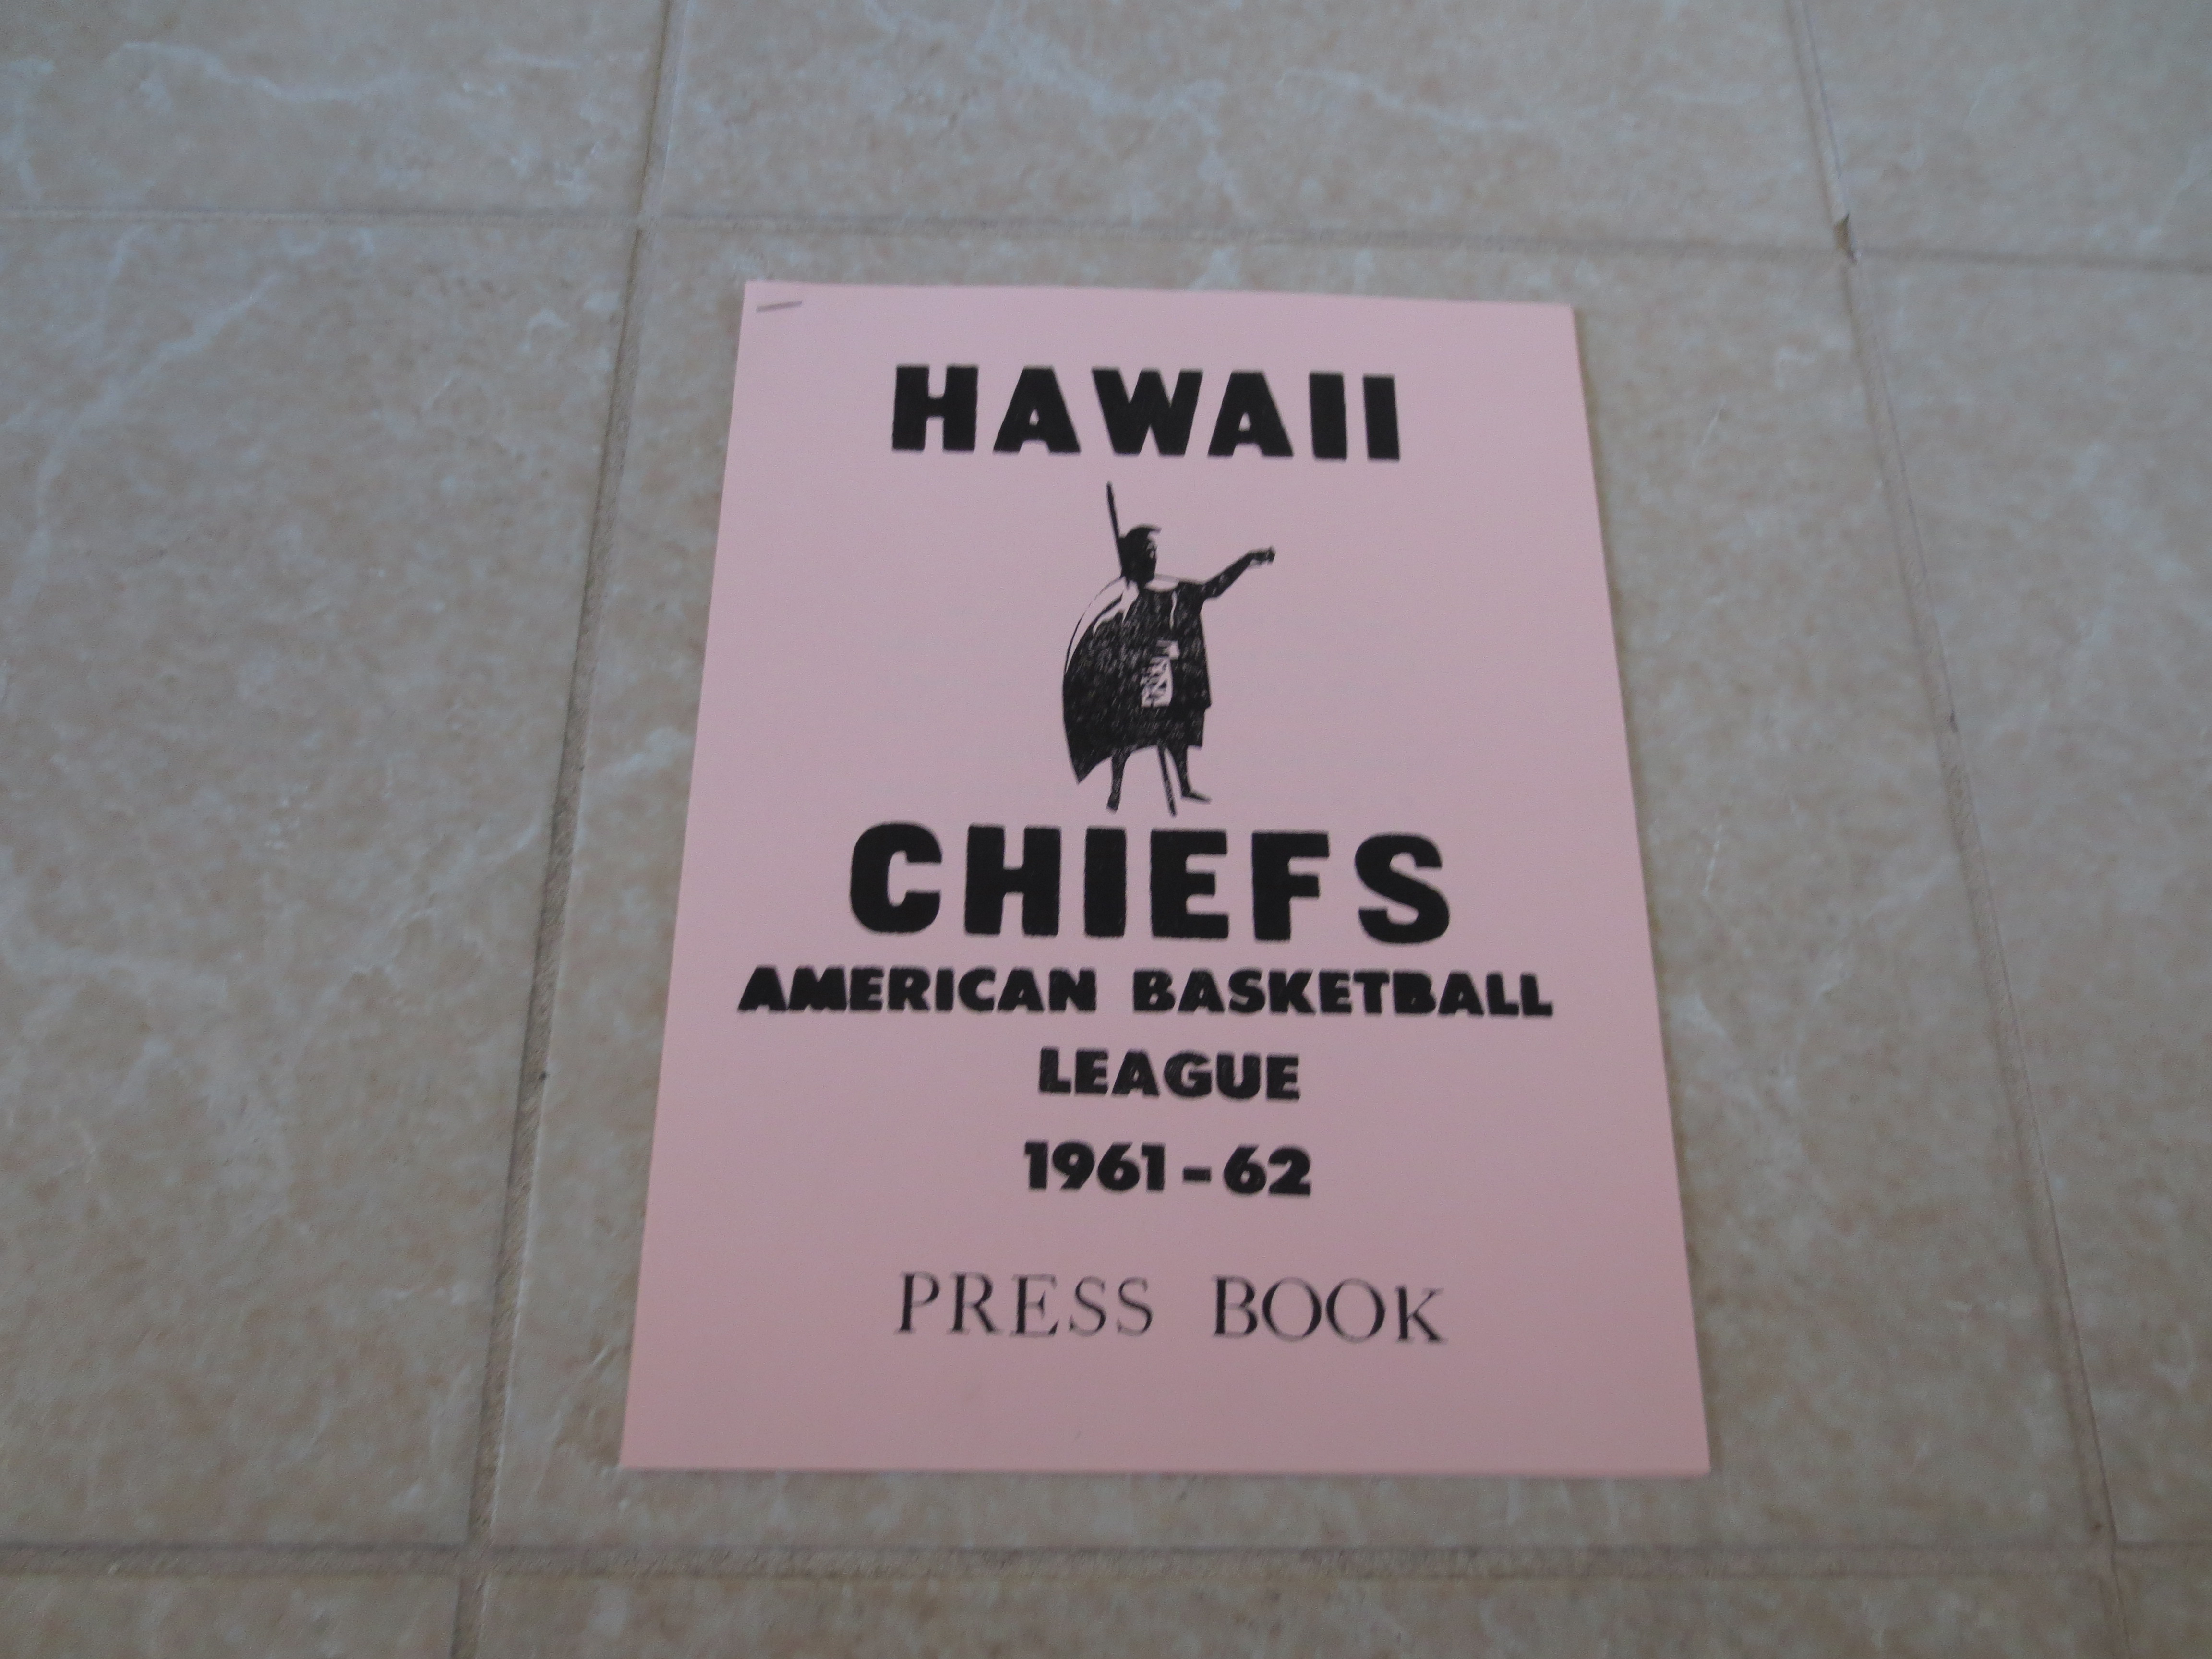 HAWAII
CHIEFS
AMERICAN BASKETBALL
LEAGUE
1961-62
PRESS BOOK